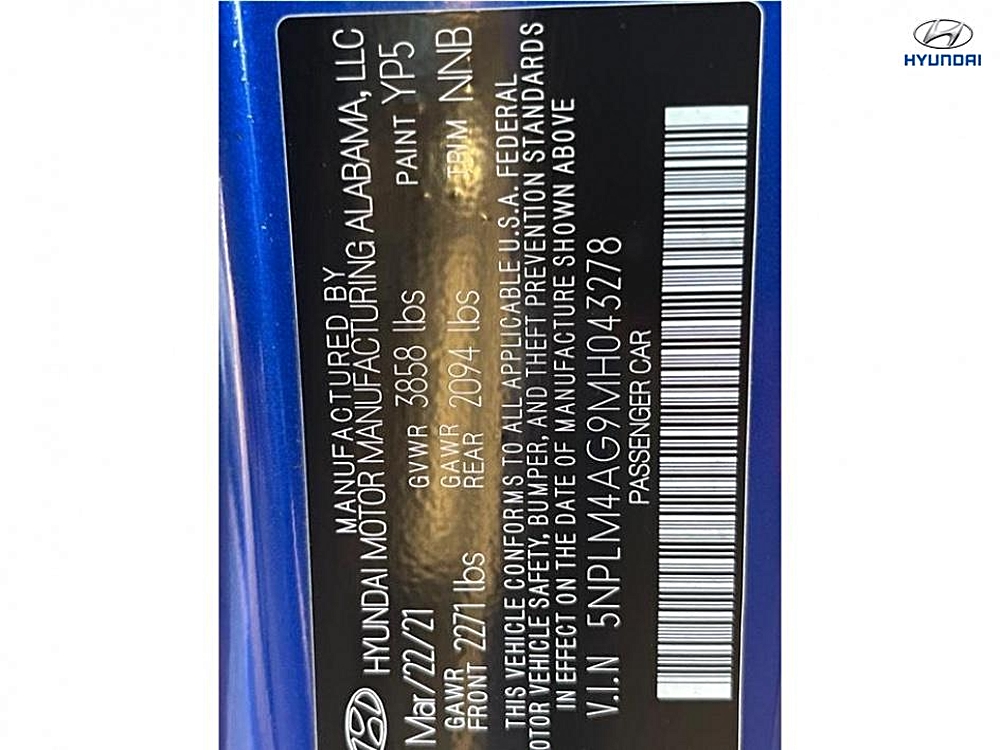 HYUNDAI
MANUFACTURED BY
HYUNDAI MOTOR MANUFACTURING ALABAMA, LLC
Mar/22/21 GVWR 3858 lbs PAINT YP5
GAWR FRONT 2271 lbs GAWR REAR 2094 lbs TRIM NNB
THIS VEHICLE CONFORMS TO ALL APPLICABLE U.S.A. FEDERAL
OTOR VEHICLE SAFETY, BUMPER, AND THEFT PREVENTION STANDARDS
IN EFFECT ON THE DATE OF MANUFACTURE SHOWN ABOVE
V.I.N 5NPLM4AG9MH043278
PASSENGER CAR